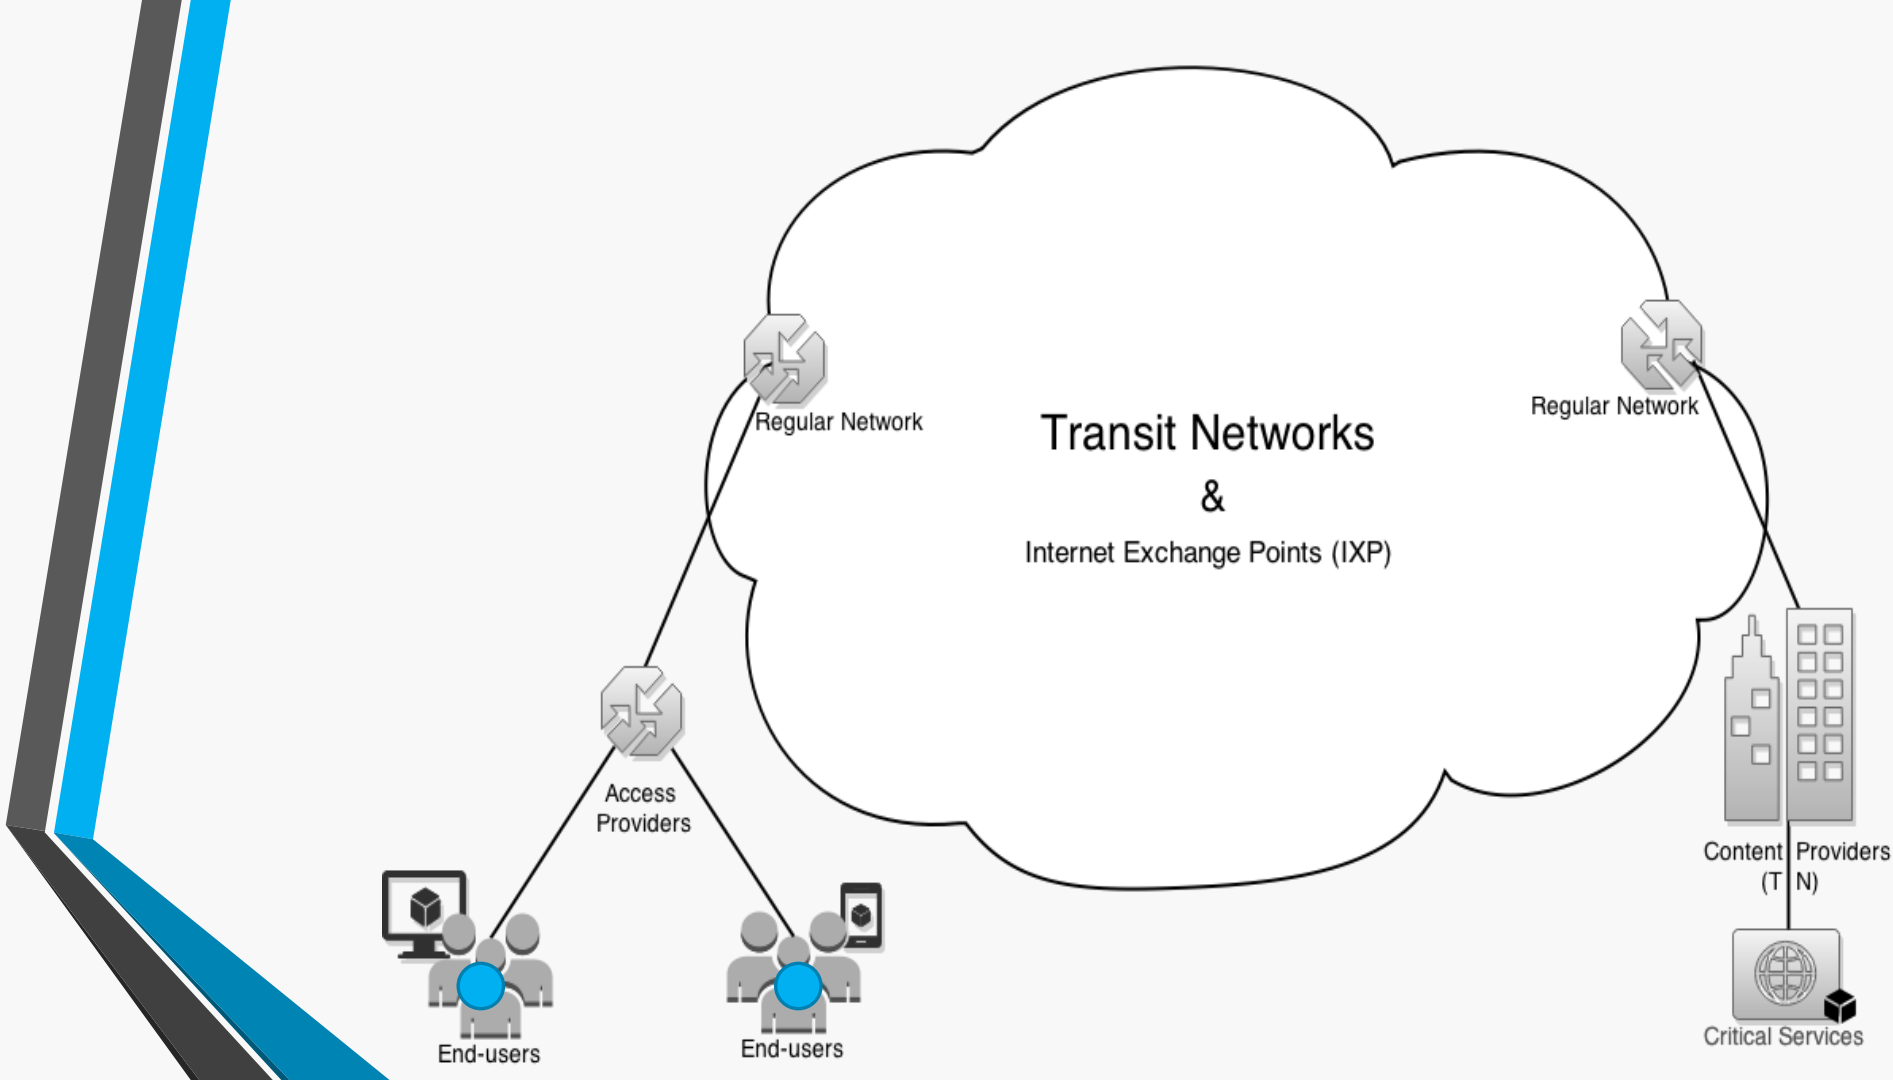 Transit Networks
&
Internet Exchange Points (IXP)
Regular Network
Regular Network
Access
Providers
End-users
End-users
Content Providers
(T N)
Critical Services